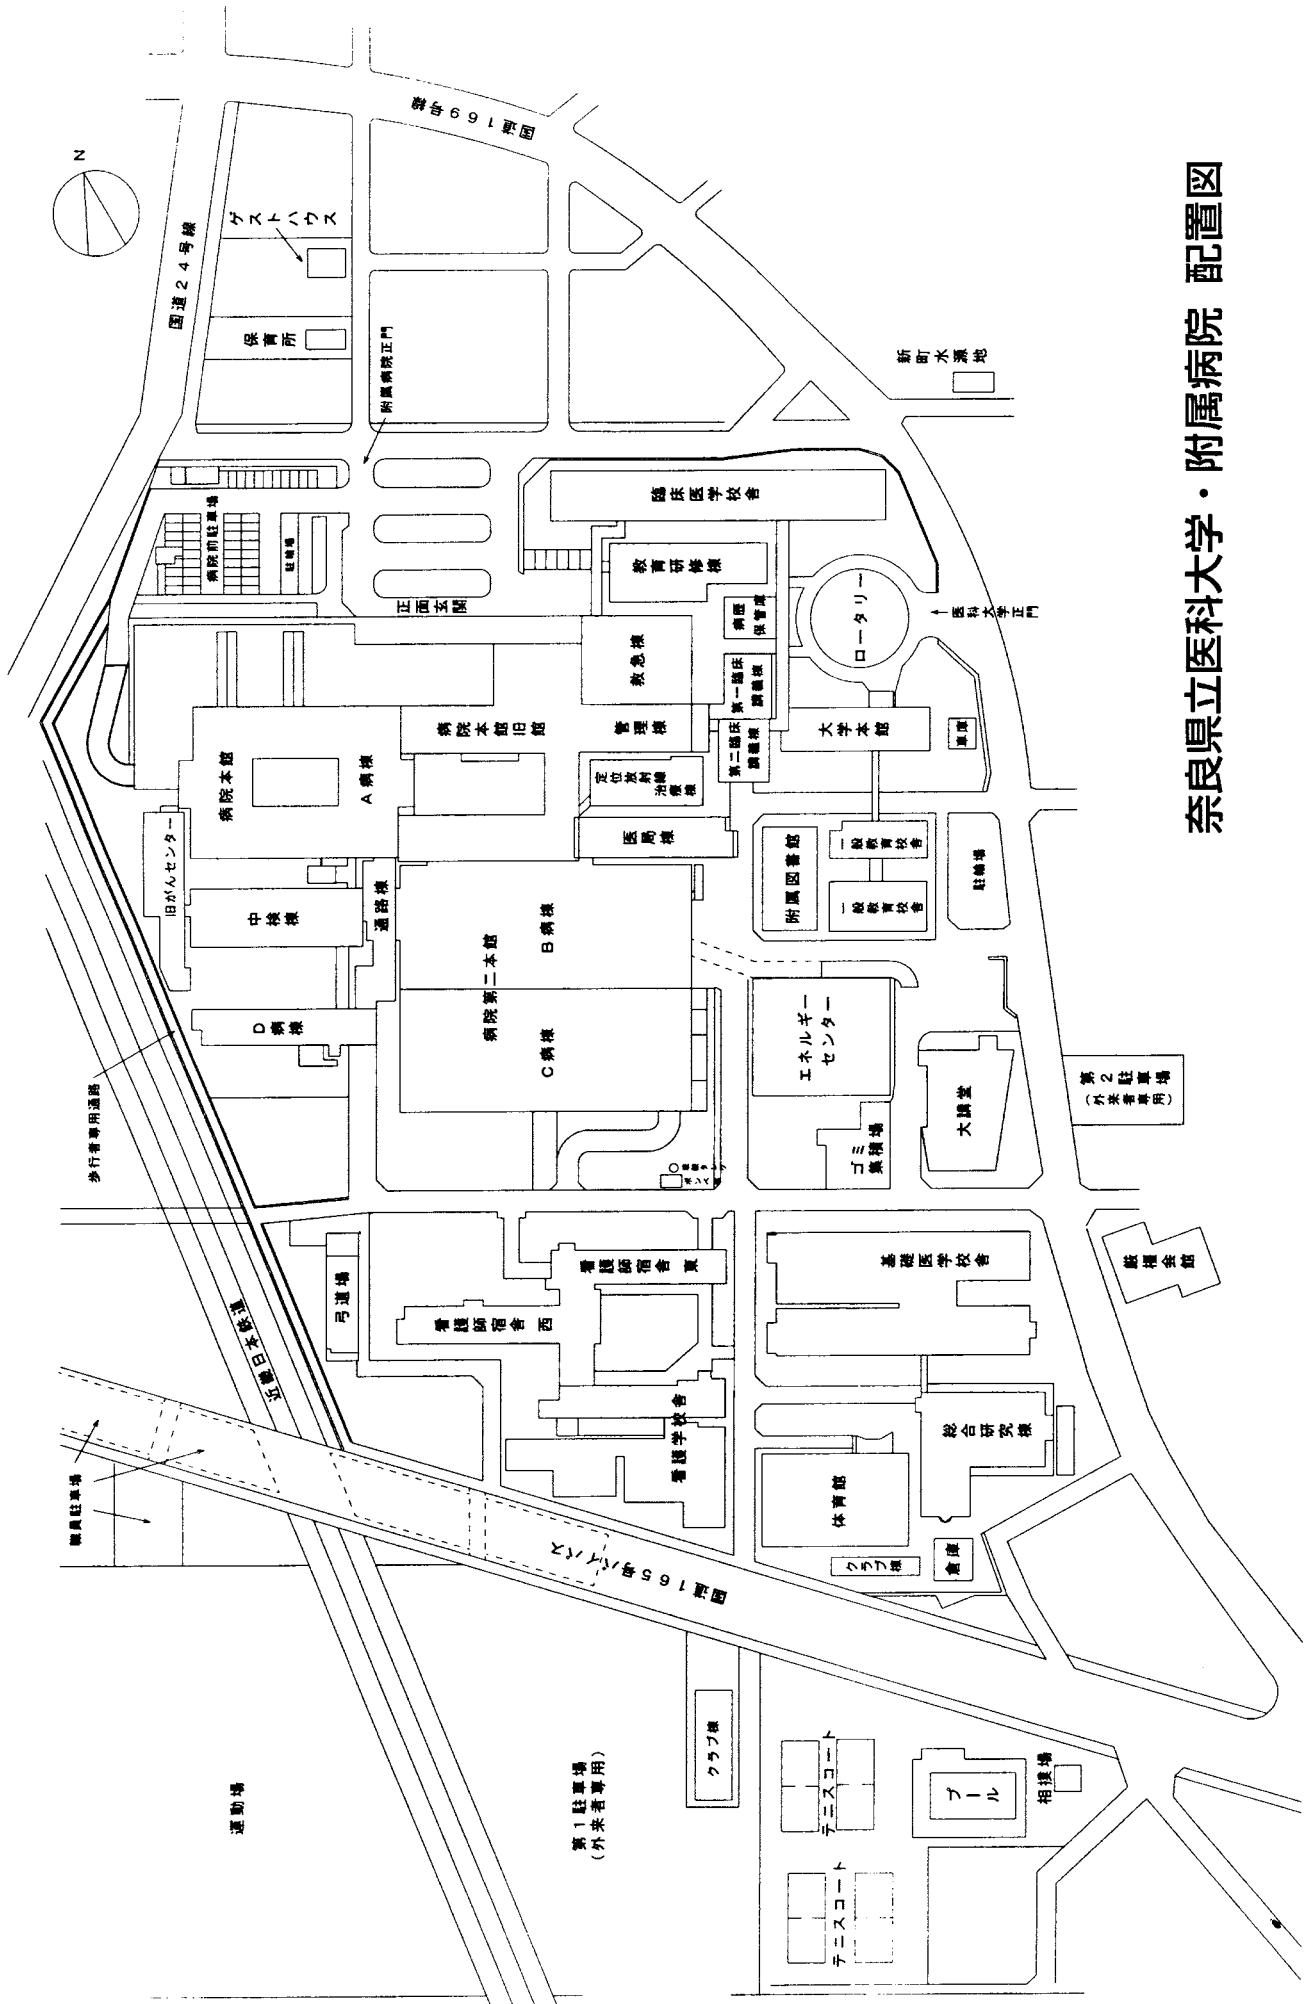 奈良県立医科大学・附属病院 配置図
N
国道169号線
国道24号線
ゲストハウス
保育所
附属病院正門
新町水源地
病院前駐車場
駐輪場
正面玄関
臨床医学校舎
教育研修棟
病歴
保管庫
ロータリー
医科大学正門
救急棟
第一臨床
講義棟
病院本館旧館
管理棟
第二臨床
講義棟
大学本館
車庫
病院本館
A病棟
定位放射線
治療棟
医局棟
旧がんセンター
中検棟
通路棟
附属図書館
一般教育校舎
一般教育校舎
駐輪場
病院第二本館
B病棟
C病棟
D
病棟
エネルギー
センター
ゴミ
集積場
大講堂
第2駐車場
(外来者専用)
歩行者専用通路
近畿日本鉄道
弓道場
看護師宿舎 東
看護師宿舎 西
看護学校舎
基礎医学校舎
厳橿会館
総合研究棟
体育館
クラブ棟
倉庫
職員駐車場
国道165号バイパス
運動場
第1駐車場
(外来者専用)
クラブ棟
テニスコート
テニスコート
プール
相撲場